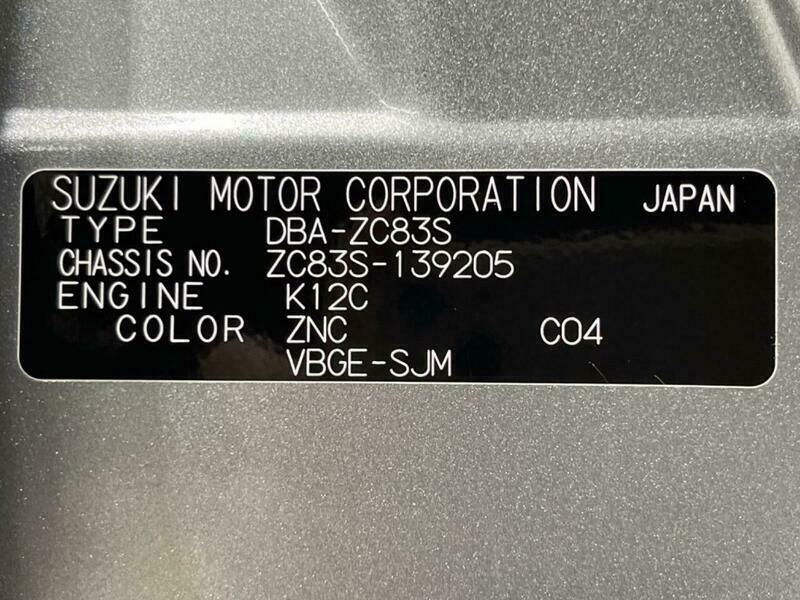 SUZUKI MOTOR CORPORATION JAPAN
TYPE DBA-ZC83S
CHASSIS NO. ZC83S-139205
ENGINE K12C
COLOR ZNC C04
VBGE-SJM